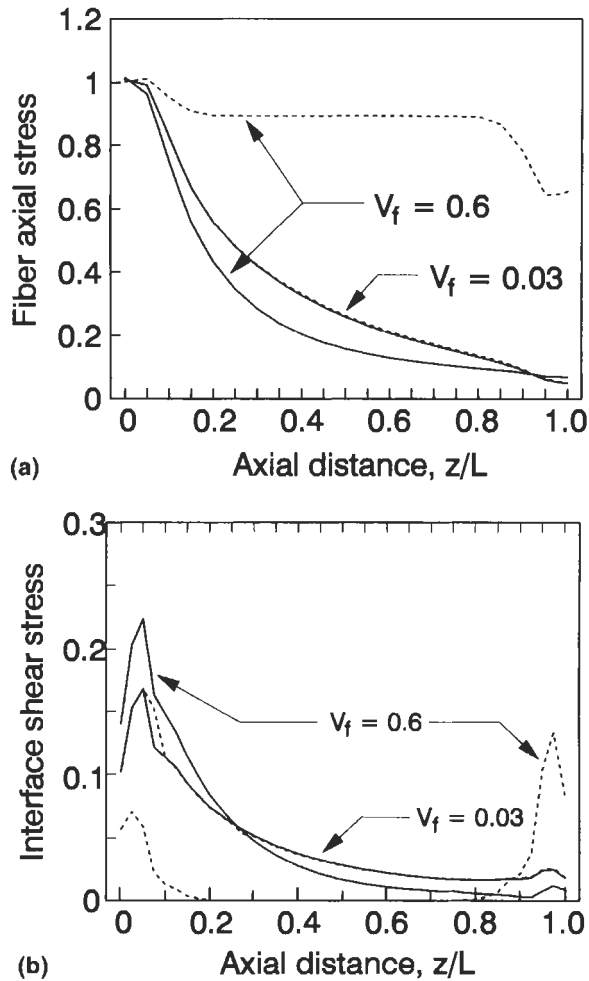 1.2
1
0.8
0.6
0.4
0.2
0
Fiber axial stress
V_f = 0.6
V_f = 0.03
0 0.2 0.4 0.6 0.8 1.0
(a) Axial distance, z/L
0.3
0.2
0.1
0
Interface shear stress
V_f = 0.6
V_f = 0.03
0 0.2 0.4 0.6 0.8 1.0
(b) Axial distance, z/L